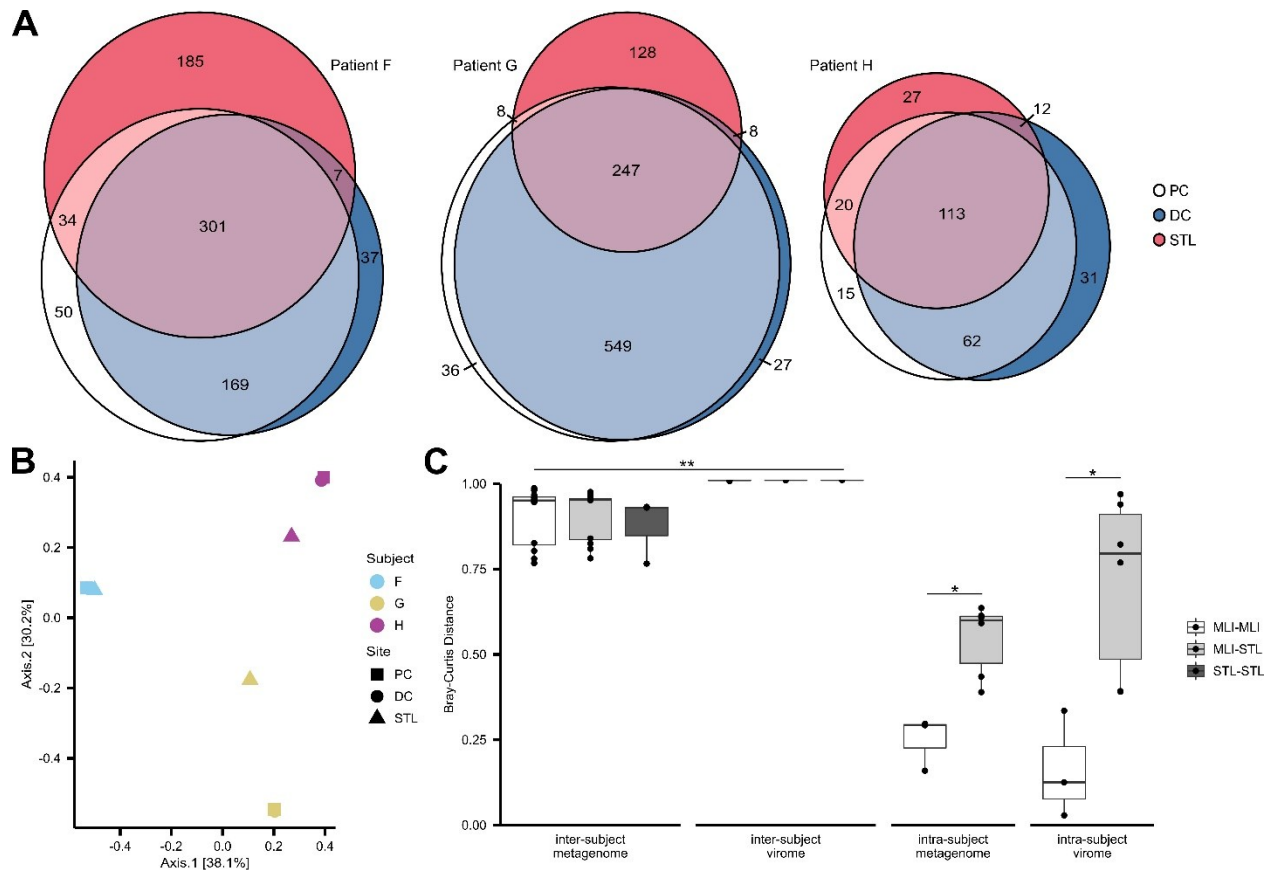 A
Patient F
185
7
34
301
37
50
169
Patient G
128
8
8
247
549
36
27
Patient H
27
12
20
113
15
31
62
PC
DC
STL
B
0.4
0.2
0.0
-0.2
-0.4
Axis.2 [30.2%]
-0.4
-0.2
0.0
0.2
0.4
Axis.1 [38.1%]
Subject
F
G
H
Site
PC
DC
STL
C
**
*
*
1.00
0.75
0.50
0.25
0.00
Bray-Curtis Distance
inter-subject
metagenome
inter-subject
virome
intra-subject
metagenome
intra-subject
virome
MLI-MLI
MLI-STL
STL-STL